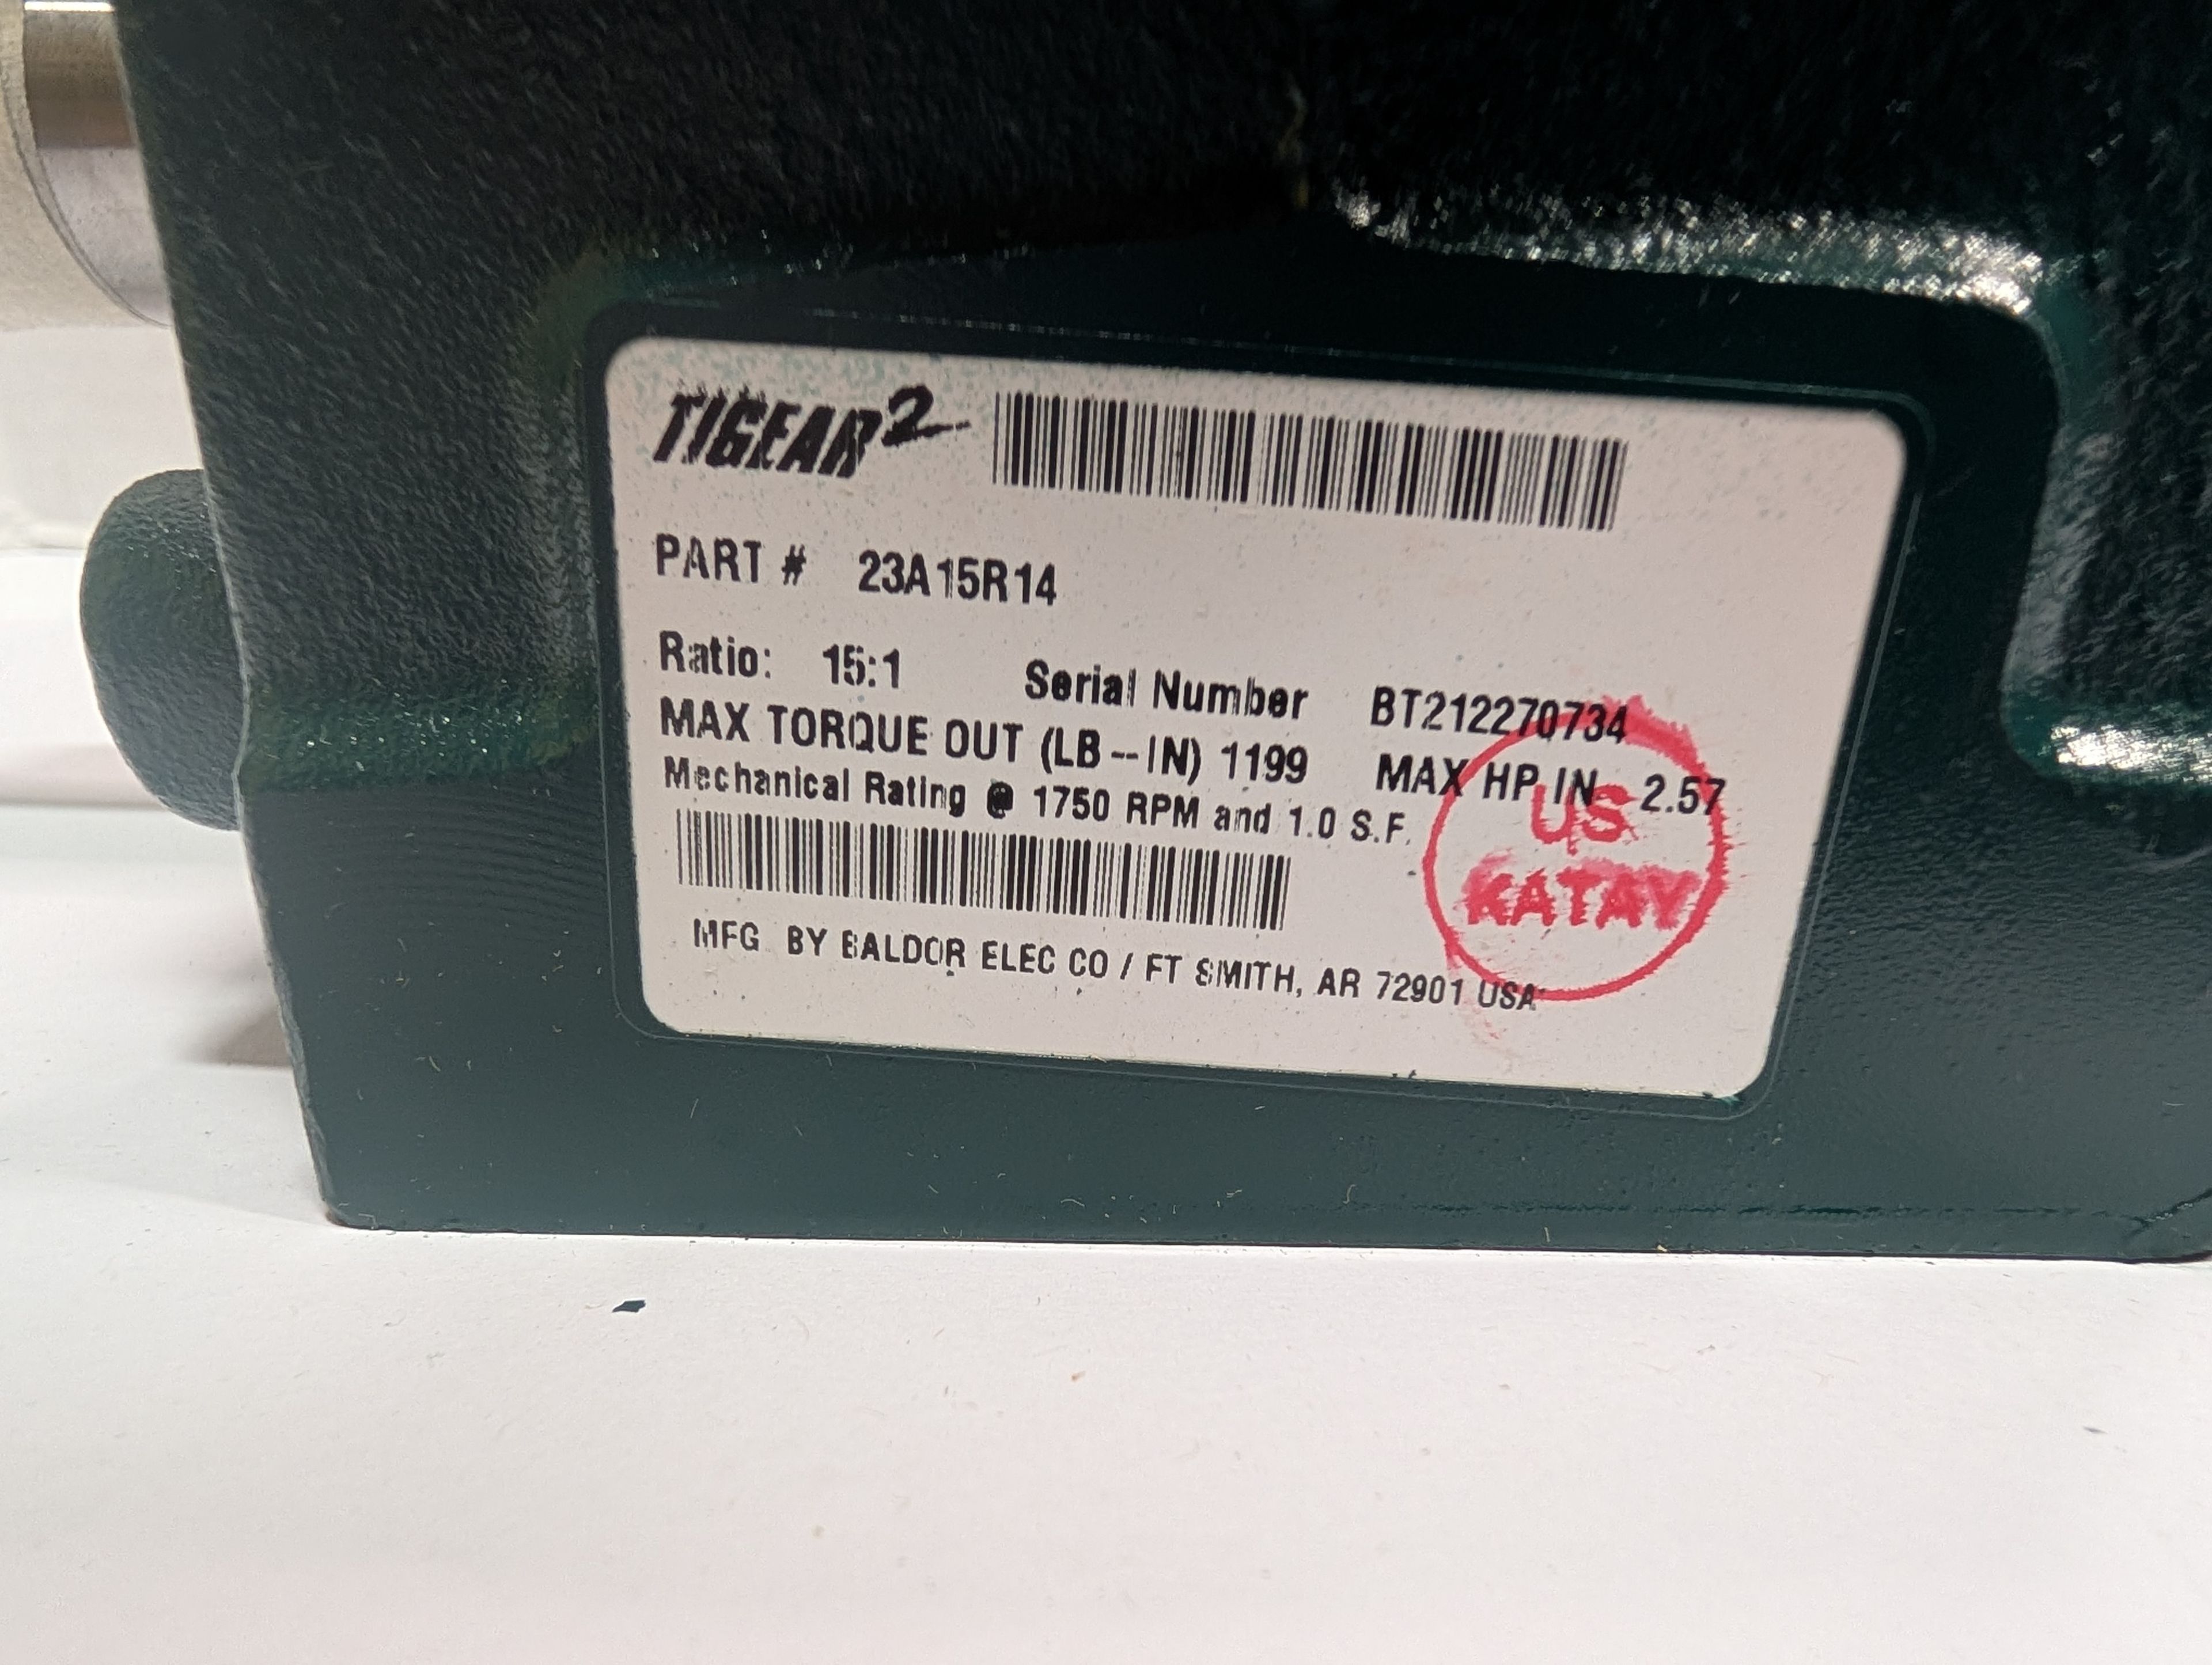 TIGEAR2
PART # 23A15R14
Ratio: 15:1 Serial Number BT212270734
MAX TORQUE OUT (LB--IN) 1199 MAX HP IN 2.57
Mechanical Rating @ 1750 RPM and 1.0 S.F.
US
KATAY
MFG BY BALDOR ELEC CO / FT SMITH, AR 72901 USA